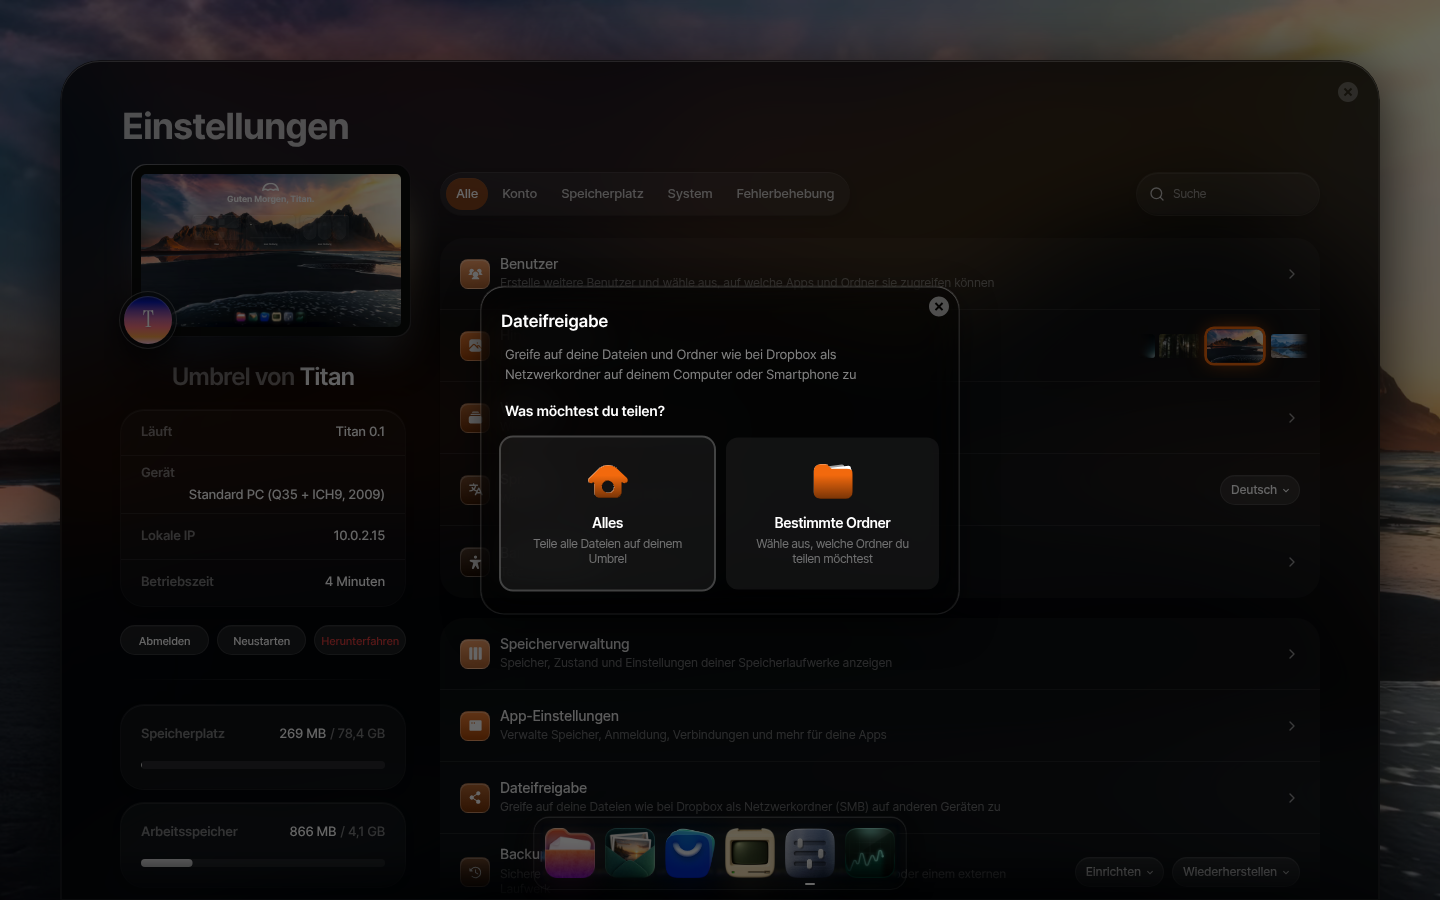 Einstellungen
Guten Morgen, Titan.
T
Umbrel von Titan
Läuft
Titan 0.1
Gerät
Standard PC (Q35 + ICH9, 2009)
Lokale IP
10.0.2.15
Betriebszeit
4 Minuten
Abmelden
Neustarten
Herunterfahren
Speicherplatz
269 MB / 78,4 GB
Arbeitsspeicher
866 MB / 4,1 GB
Alle
Konto
Speicherplatz
System
Fehlerbehebung
Suche
Benutzer
Erstelle weitere Benutzer und wähle aus, auf welche Apps und Ordner sie zugreifen können
Dateifreigabe
Greife auf deine Dateien und Ordner wie bei Dropbox als
Netzwerkordner auf deinem Computer oder Smartphone zu
Was möchtest du teilen?
Alles
Teile alle Dateien auf deinem
Umbrel
Bestimmte Ordner
Wähle aus, welche Ordner du
teilen möchtest
Deutsch
Speicherverwaltung
Speicher, Zustand und Einstellungen deiner Speicherlaufwerke anzeigen
App-Einstellungen
Verwalte Speicher, Anmeldung, Verbindungen und mehr für deine Apps
Dateifreigabe
Greife auf deine Dateien wie bei Dropbox als Netzwerkordner (SMB) auf anderen Geräten zu
Backu
Sichere
der einem externen
Laufwerk
Einrichten
Wiederherstellen